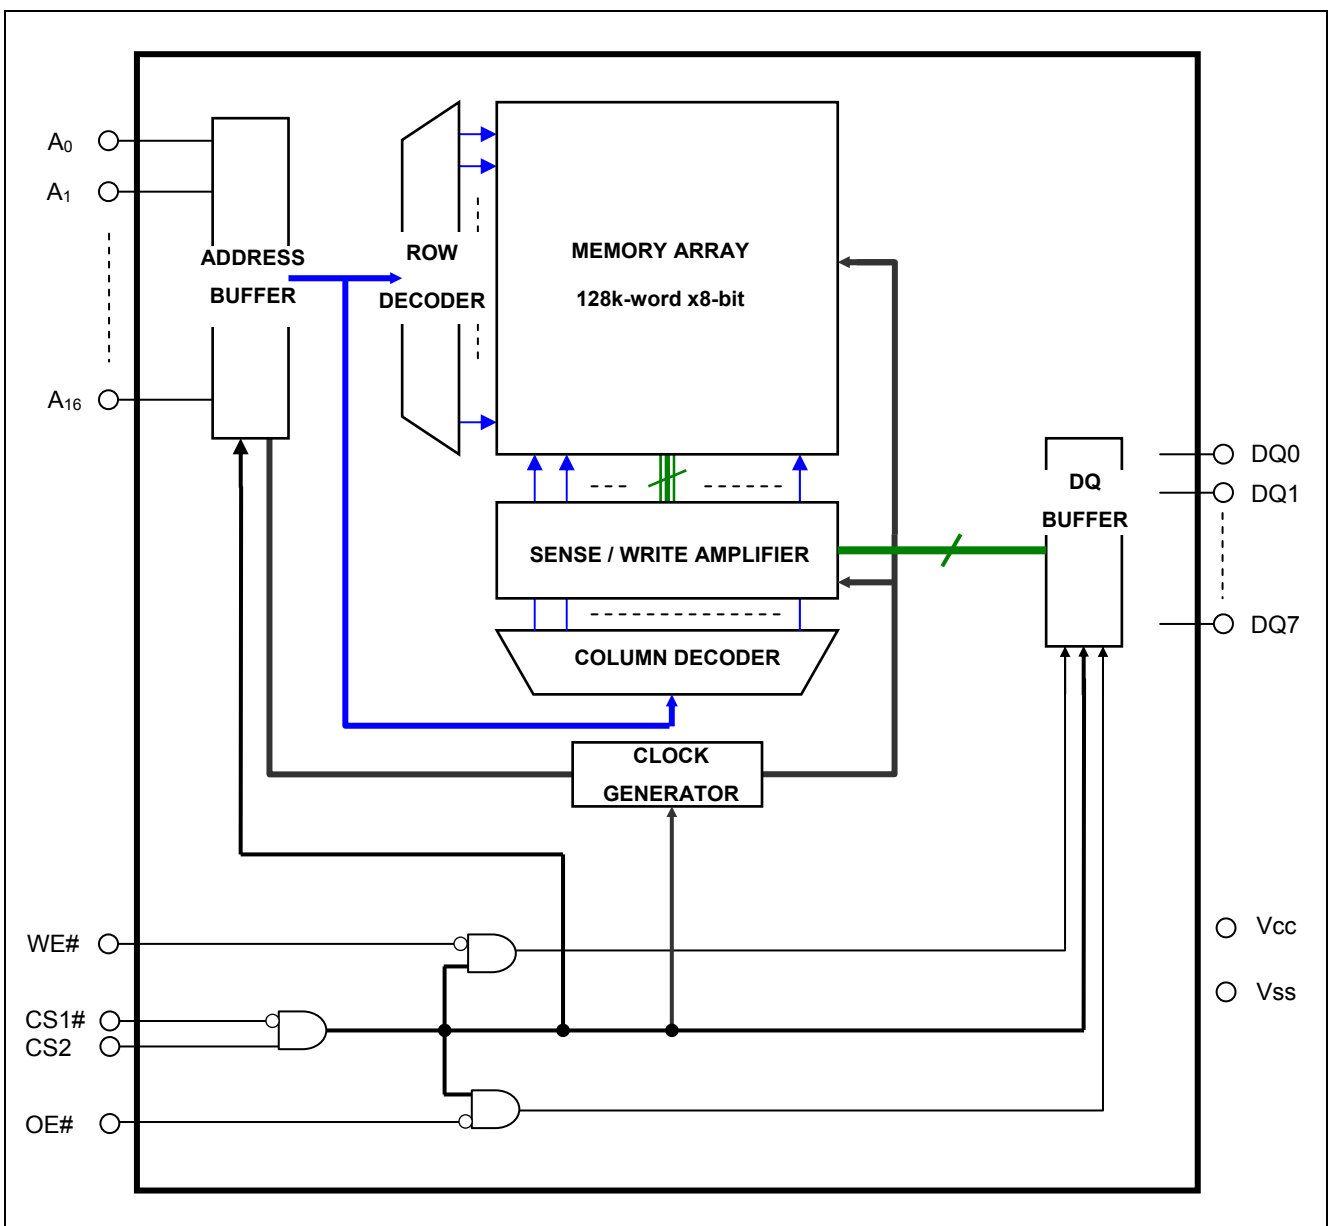 A0
A1
A16
ADDRESS
BUFFER
ROW
DECODER
MEMORY ARRAY
128k-word x8-bit
SENSE / WRITE AMPLIFIER
COLUMN DECODER
CLOCK
GENERATOR
DQ
BUFFER
DQ0
DQ1
DQ7
WE#
CS1#
CS2
OE#
Vcc
Vss